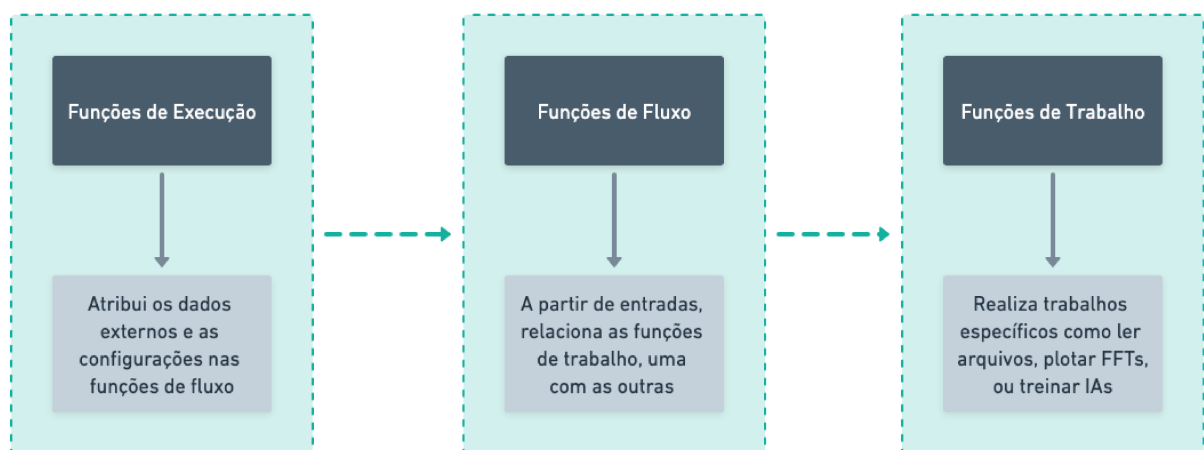 Funções de Execução
Atribui os dados
externos e as
configurações nas
funções de fluxo
Funções de Fluxo
A partir de entradas,
relaciona as funções
de trabalho, uma
com as outras
Funções de Trabalho
Realiza trabalhos
específicos como ler
arquivos, plotar FFTs,
ou treinar IAs